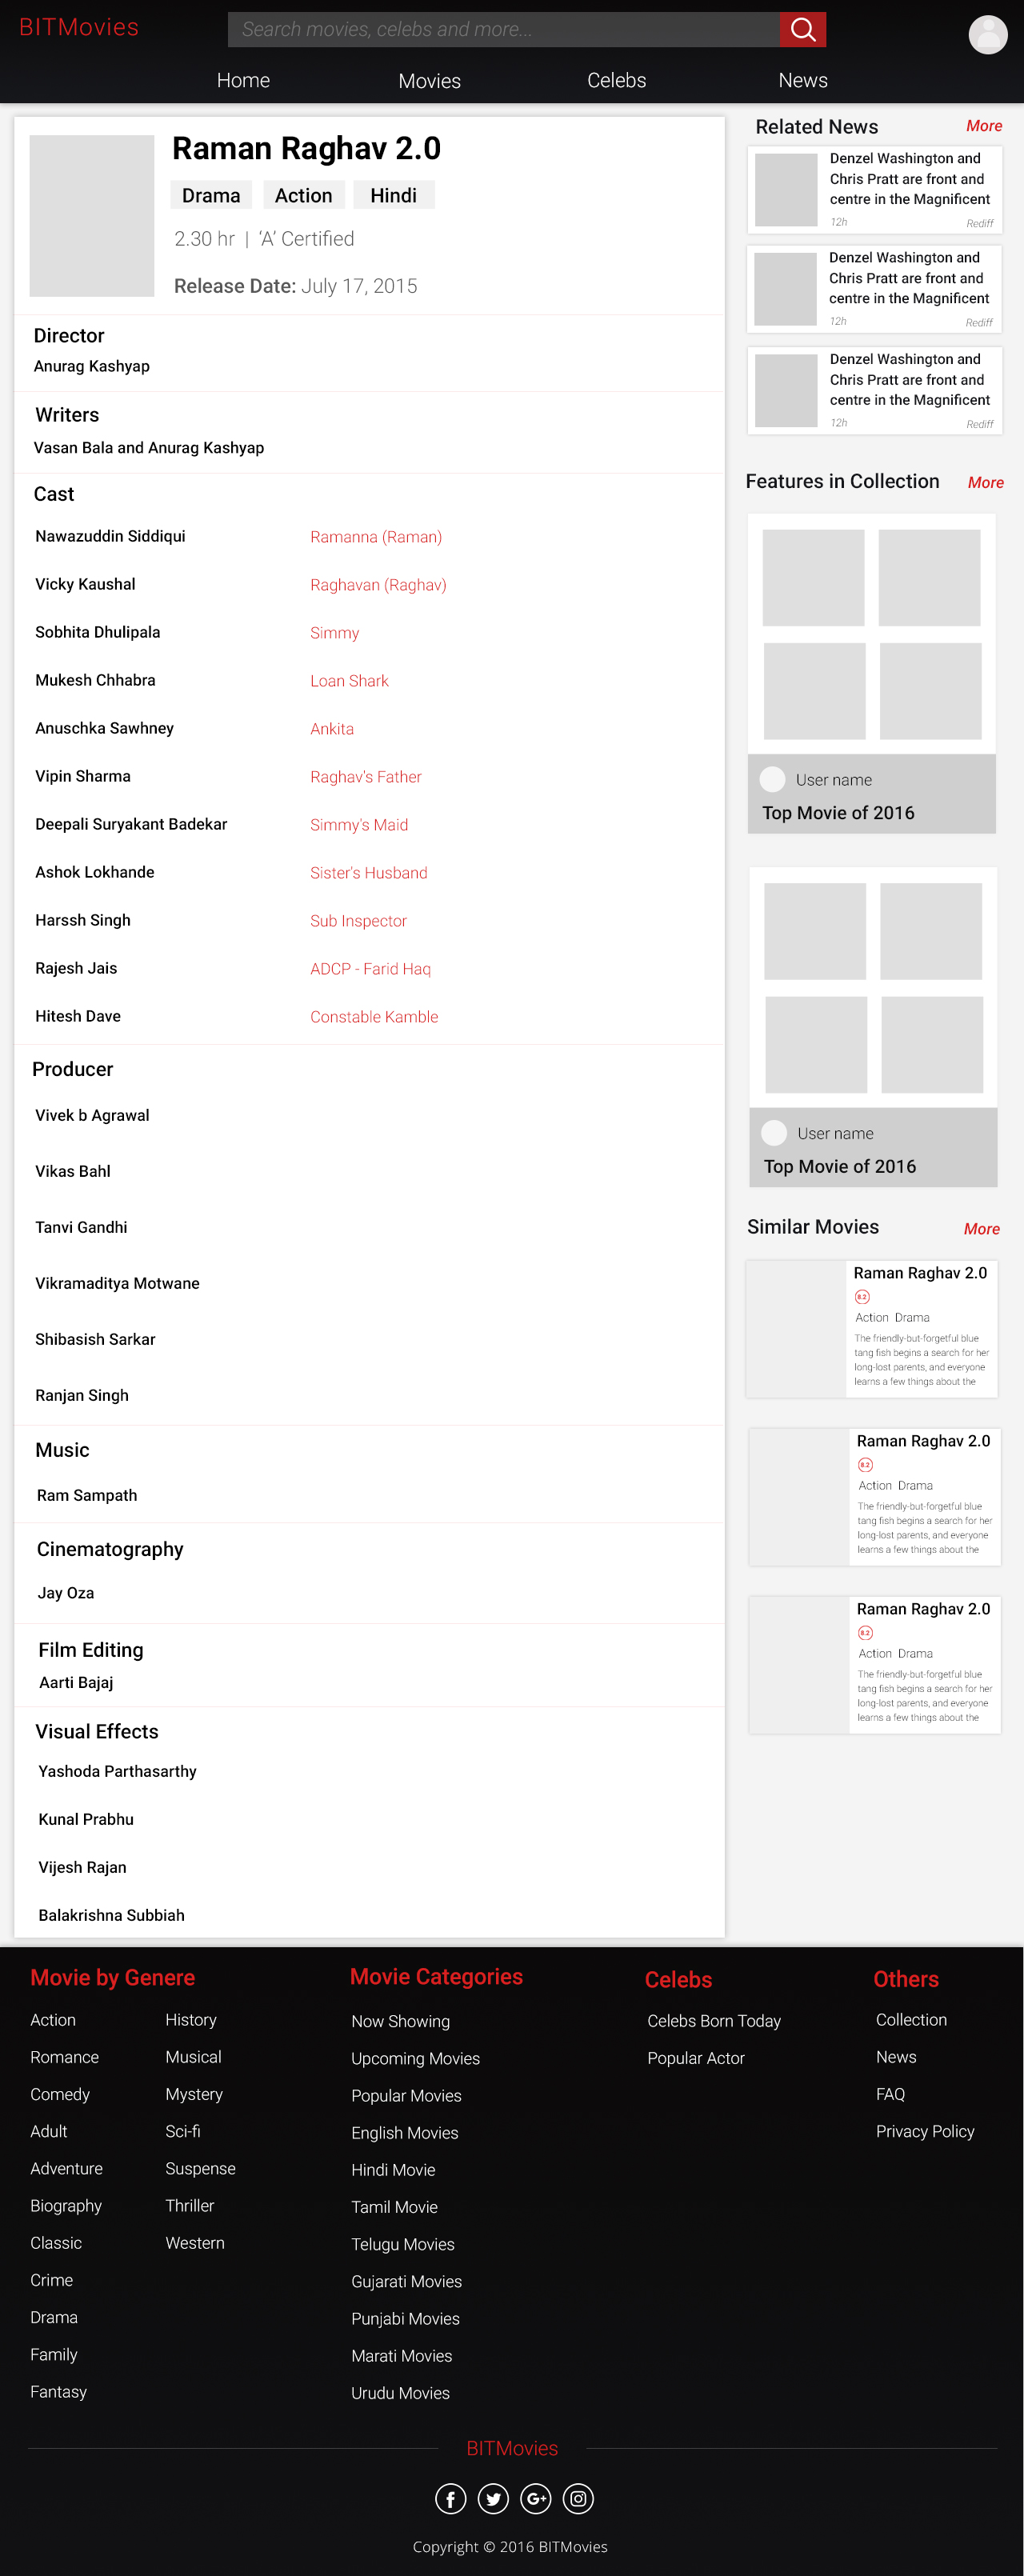 BITMovies
Search movies, celebs and more...
Home Movies Celebs News
Raman Raghav 2.0
Drama Action Hindi
2.30 hr | ‘A’ Certified
Release Date: July 17, 2015
Director
Anurag Kashyap
Writers
Vasan Bala and Anurag Kashyap
Cast
Nawazuddin Siddiqui Ramanna (Raman)
Vicky Kaushal Raghavan (Raghav)
Sobhita Dhulipala Simmy
Mukesh Chhabra Loan Shark
Anuschka Sawhney Ankita
Vipin Sharma Raghav's Father
Deepali Suryakant Badekar Simmy's Maid
Ashok Lokhande Sister's Husband
Harssh Singh Sub Inspector
Rajesh Jais ADCP - Farid Haq
Hitesh Dave Constable Kamble
Producer
Vivek b Agrawal
Vikas Bahl
Tanvi Gandhi
Vikramaditya Motwane
Shibasish Sarkar
Ranjan Singh
Music
Ram Sampath
Cinematography
Jay Oza
Film Editing
Aarti Bajaj
Visual Effects
Yashoda Parthasarthy
Kunal Prabhu
Vijesh Rajan
Balakrishna Subbiah
Related News More
Denzel Washington and
Chris Pratt are front and
centre in the Magnificent
12h Rediff
Denzel Washington and
Chris Pratt are front and
centre in the Magnificent
12h Rediff
Denzel Washington and
Chris Pratt are front and
centre in the Magnificent
12h Rediff
Features in Collection More
User name
Top Movie of 2016
User name
Top Movie of 2016
Similar Movies More
Raman Raghav 2.0
8.2
Action Drama
The friendly-but-forgetful blue
tang fish begins a search for her
long-lost parents, and everyone
learns a few things about the
Raman Raghav 2.0
8.2
Action Drama
The friendly-but-forgetful blue
tang fish begins a search for her
long-lost parents, and everyone
learns a few things about the
Raman Raghav 2.0
8.2
Action Drama
The friendly-but-forgetful blue
tang fish begins a search for her
long-lost parents, and everyone
learns a few things about the
Movie by Genere
Action
Romance
Comedy
Adult
Adventure
Biography
Classic
Crime
Drama
Family
Fantasy
History
Musical
Mystery
Sci-fi
Suspense
Thriller
Western
Movie Categories
Now Showing
Upcoming Movies
Popular Movies
English Movies
Hindi Movie
Tamil Movie
Telugu Movies
Gujarati Movies
Punjabi Movies
Marati Movies
Urudu Movies
Celebs
Celebs Born Today
Popular Actor
Others
Collection
News
FAQ
Privacy Policy
BITMovies
f G+
Copyright © 2016 BITMovies